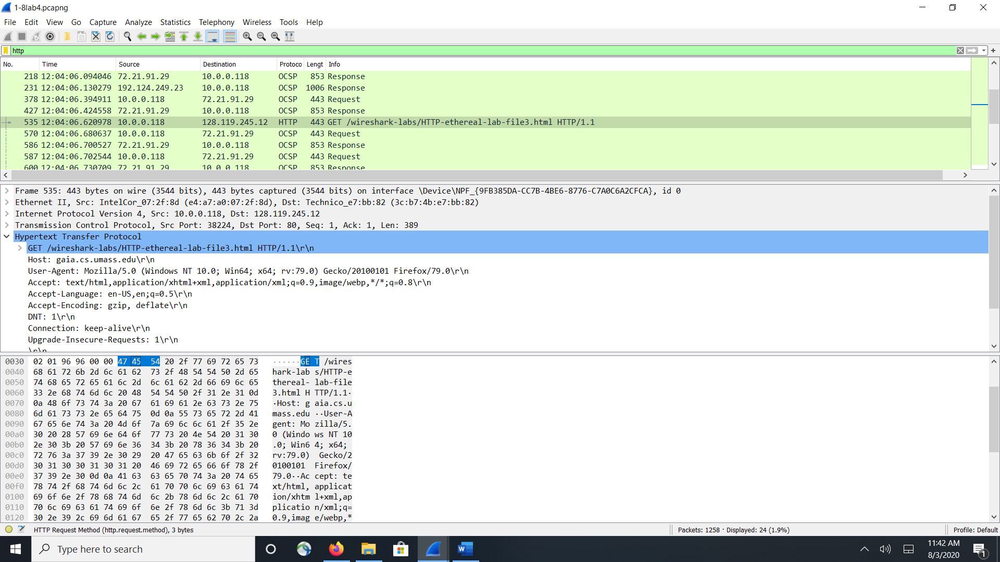 1-8lab4.pcapng
File Edit View Go Capture Analyze Statistics Telephony Wireless Tools Help
http
No. Time Source Destination Protoco Lengt Info
218 12:04:06.094046 72.21.91.29 10.0.0.118 OCSP 853 Response
231 12:04:06.130279 192.124.249.23 10.0.0.118 OCSP 1006 Response
378 12:04:06.394911 10.0.0.118 72.21.91.29 OCSP 443 Request
427 12:04:06.424558 72.21.91.29 10.0.0.118 OCSP 853 Response
535 12:04:06.620978 10.0.0.118 128.119.245.12 HTTP 443 GET /wireshark-labs/HTTP-ethereal-lab-file3.html HTTP/1.1
570 12:04:06.680637 10.0.0.118 72.21.91.29 OCSP 443 Request
586 12:04:06.700527 72.21.91.29 10.0.0.118 OCSP 853 Response
587 12:04:06.702544 10.0.0.118 72.21.91.29 OCSP 443 Request
600 12:04:06.730709 72.21.91.29 10.0.0.118 OCSP 853 Response
Frame 535: 443 bytes on wire (3544 bits), 443 bytes captured (3544 bits) on interface \Device\NPF_{9FB385DA-CC7B-4BE6-8776-C7A0C6A2CFCA}, id 0
Ethernet II, Src: IntelCor_07:2f:8d (e4:a7:a0:07:2f:8d), Dst: Technico_e7:bb:82 (3c:b7:4b:e7:bb:82)
Internet Protocol Version 4, Src: 10.0.0.118, Dst: 128.119.245.12
Transmission Control Protocol, Src Port: 38224, Dst Port: 80, Seq: 1, Ack: 1, Len: 389
Hypertext Transfer Protocol
GET /wireshark-labs/HTTP-ethereal-lab-file3.html HTTP/1.1\r\n
Host: gaia.cs.umass.edu\r\n
User-Agent: Mozilla/5.0 (Windows NT 10.0; Win64; x64; rv:79.0) Gecko/20100101 Firefox/79.0\r\n
Accept: text/html,application/xhtml+xml,application/xml;q=0.9,image/webp,*/*;q=0.8\r\n
Accept-Language: en-US,en;q=0.5\r\n
Accept-Encoding: gzip, deflate\r\n
DNT: 1\r\n
Connection: keep-alive\r\n
Upgrade-Insecure-Requests: 1\r\n
\r\n
0030 02 01 96 96 00 00 47 45 54 20 2f 77 69 72 65 73 ······GE T /wires
0040 68 61 72 6b 2d 6c 61 62 73 2f 48 54 54 50 2d 65 hark-lab s/HTTP-e
0050 74 68 65 72 65 61 6c 2d 6c 61 62 2d 66 69 6c 65 thereal- lab-file
0060 33 2e 68 74 6d 6c 20 48 54 54 50 2f 31 2e 31 0d 3.html H TTP/1.1·
0070 0a 48 6f 73 74 3a 20 67 61 69 61 2e 63 73 2e 75 ·Host: g aia.cs.u
0080 6d 61 73 73 2e 65 64 75 0d 0a 55 73 65 72 2d 41 mass.edu ··User-A
0090 67 65 6e 74 3a 20 4d 6f 7a 69 6c 6c 61 2f 35 2e gent: Mo zilla/5.
00a0 30 20 28 57 69 6e 64 6f 77 73 20 4e 54 20 31 30 0 (Windo ws NT 10
00b0 2e 30 3b 20 57 69 6e 36 34 3b 20 78 36 34 3b 20 .0; Win6 4; x64;
00c0 72 76 3a 37 39 2e 30 29 20 47 65 63 6b 6f 2f 32 rv:79.0) Gecko/2
00d0 30 31 30 30 31 30 31 20 46 69 72 65 66 6f 78 2f 0100101 Firefox/
00e0 37 39 2e 30 0d 0a 41 63 63 65 70 74 3a 20 74 65 79.0··Ac cept: te
00f0 78 74 2f 68 74 6d 6c 2c 61 70 70 6c 69 63 61 74 xt/html, applicat
0100 69 6f 6e 2f 78 68 74 6d 6c 2b 78 6d 6c 2c 61 70 ion/xhtm l+xml,ap
0110 70 6c 69 63 61 74 69 6f 6e 2f 78 6d 6c 3b 71 3d plicatio n/xml;q=
0120 30 2e 39 2c 69 6d 61 67 65 2f 77 65 62 70 2c 2a 0.9,imag e/webp,*
HTTP Request Method (http.request.method), 3 bytes Packets: 1258 · Displayed: 24 (1.9%) Profile: Default
Type here to search
11:42 AM
8/3/2020
1